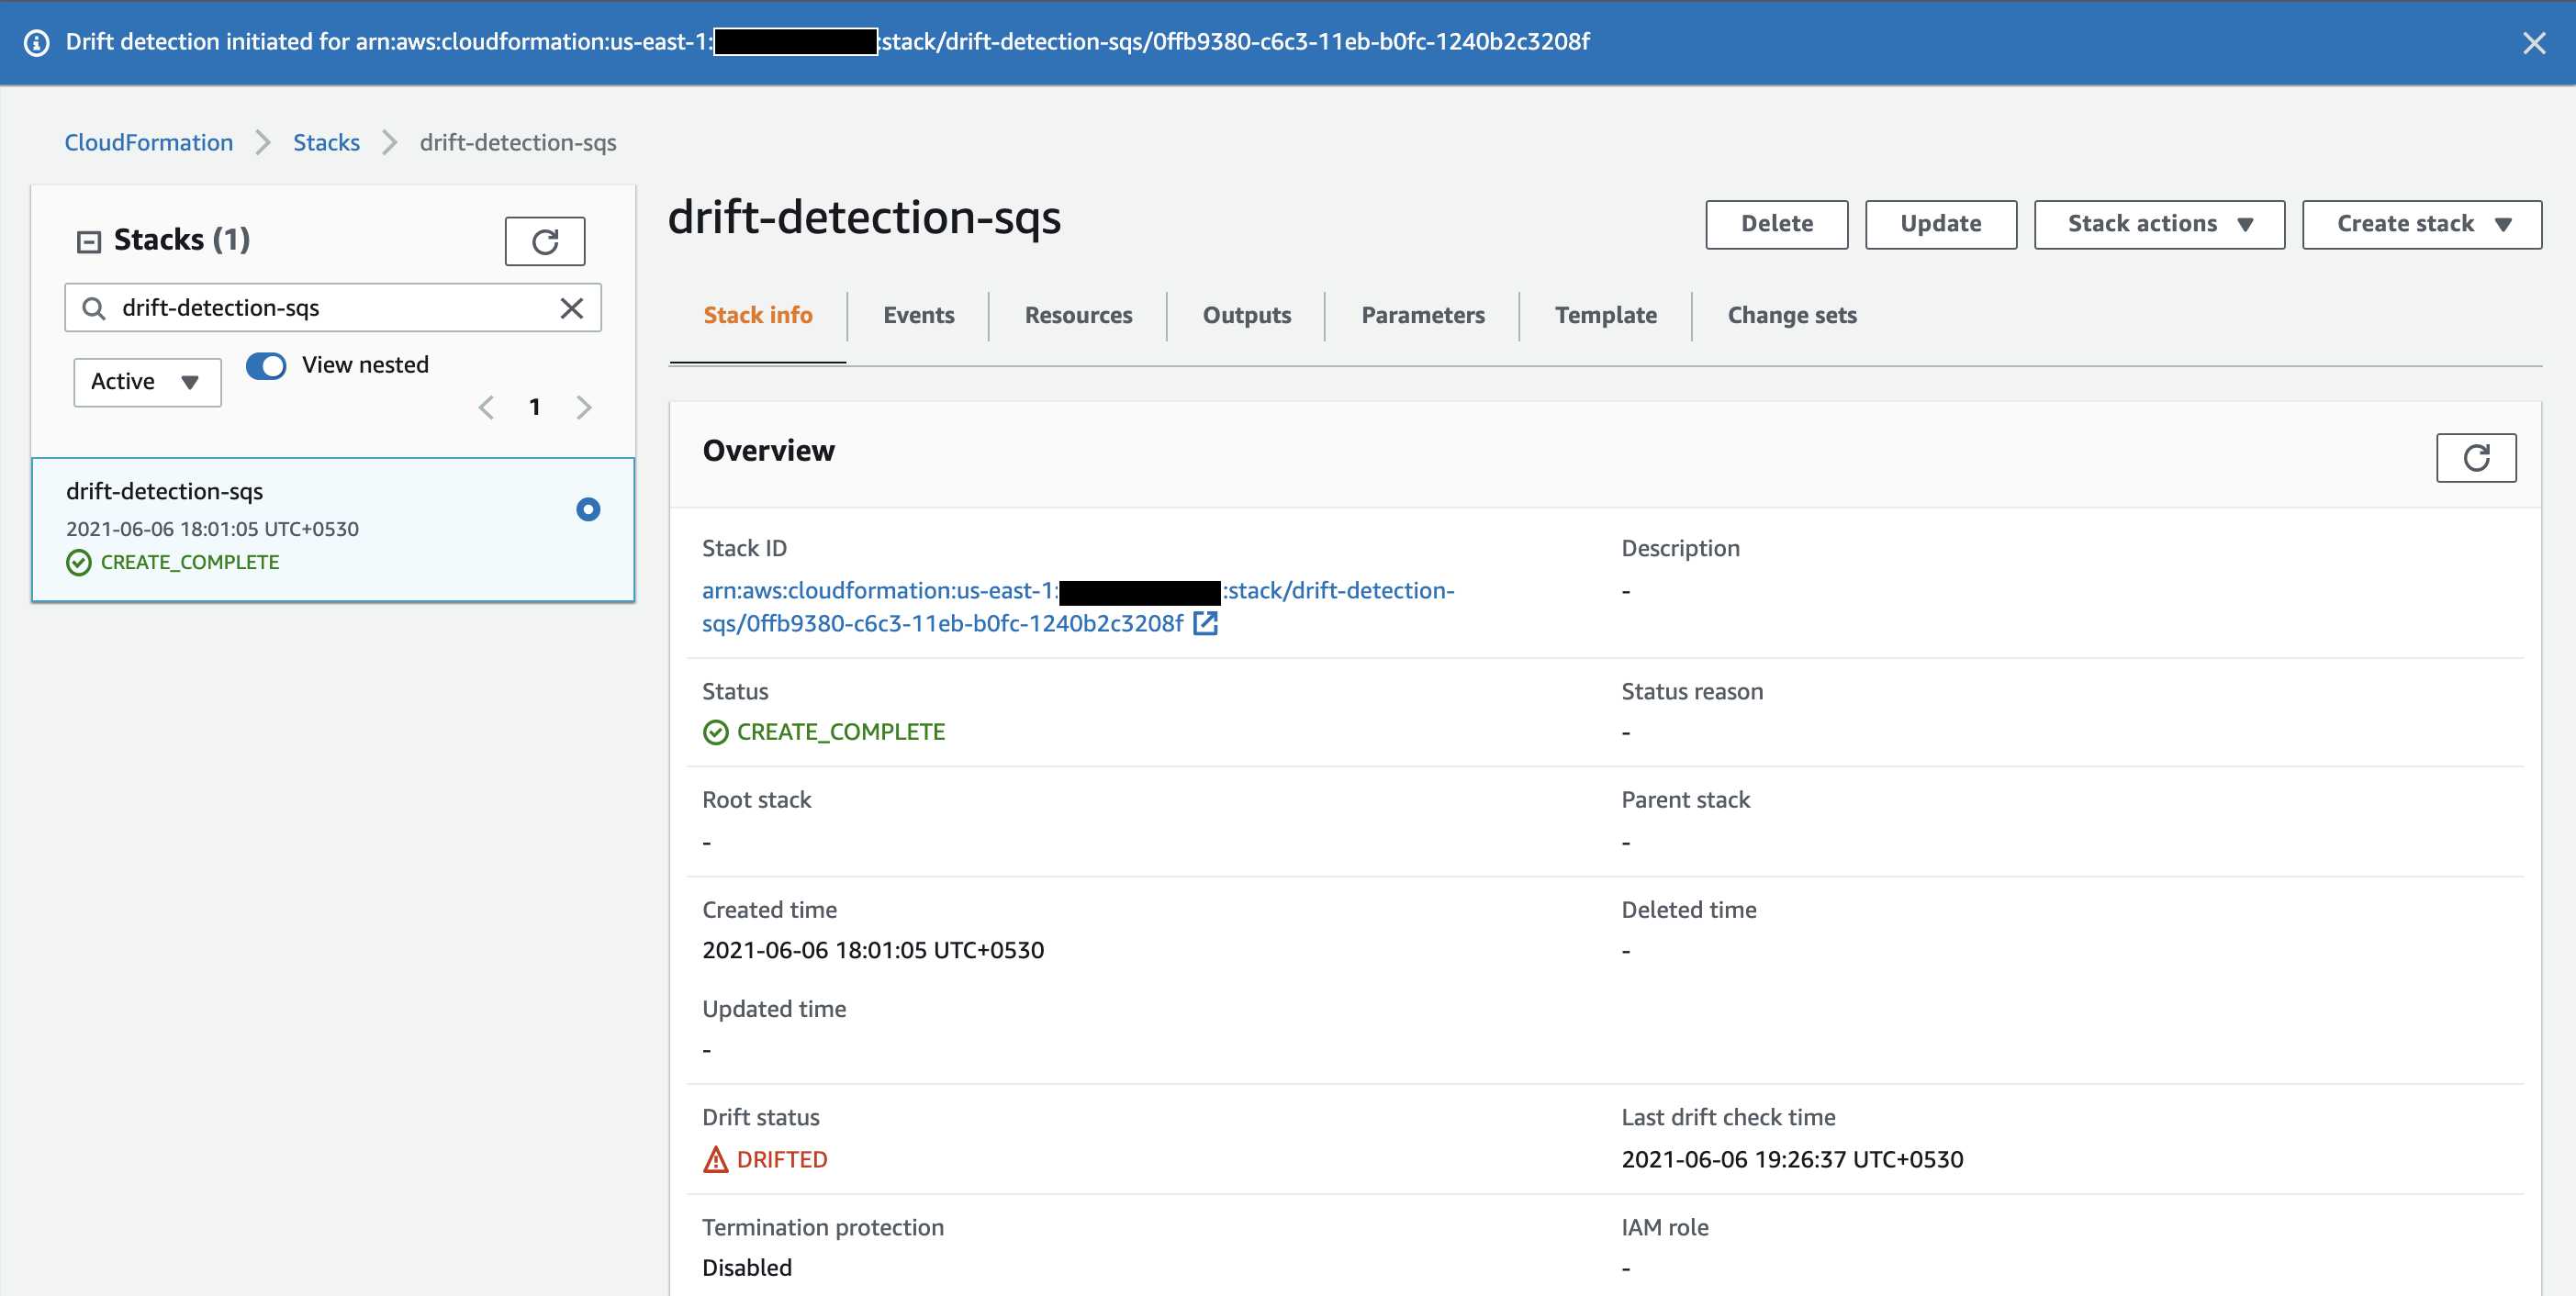 Drift detection initiated for arn:aws:cloudformation:us-east-1: :stack/drift-detection-sqs/0ffb9380-c6c3-11eb-b0fc-1240b2c3208f
CloudFormation Stacks drift-detection-sqs
Stacks (1)
drift-detection-sqs
Active View nested
1
drift-detection-sqs
2021-06-06 18:01:05 UTC+0530
CREATE_COMPLETE
drift-detection-sqs
Delete Update Stack actions Create stack
Stack info Events Resources Outputs Parameters Template Change sets
Overview
Stack ID
arn:aws:cloudformation:us-east-1: :stack/drift-detection-
sqs/0ffb9380-c6c3-11eb-b0fc-1240b2c3208f
Description
-
Status
CREATE_COMPLETE
Status reason
-
Root stack
-
Parent stack
-
Created time
2021-06-06 18:01:05 UTC+0530
Deleted time
-
Updated time
-
Drift status
DRIFTED
Last drift check time
2021-06-06 19:26:37 UTC+0530
Termination protection
Disabled
IAM role
-